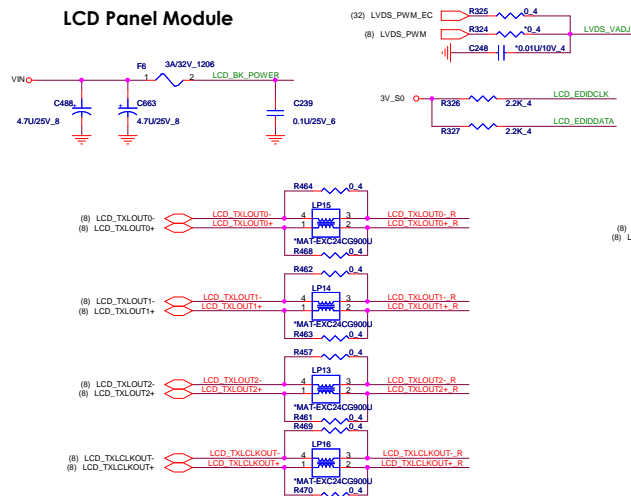 LCD Panel Module
(32) LVDS_PWM_EC R325 0_4
(8) LVDS_PWM R324 *0_4 LVDS_VADJ
C248 *0.01U/10V_4
F6 3A/32V_1206
VIN 1 2 LCD_BK_POWER
C488 C663 C239
4.7U/25V_8 4.7U/25V_8 0.1U/25V_6
3V_S0 R326 2.2K_4 LCD_EDIDCLK
R327 2.2K_4 LCD_EDIDDATA
R464 0_4
LP15
(8) LCD_TXLOUT0- LCD_TXLOUT0- 4 3 LCD_TXLOUT0-_R
(8) LCD_TXLOUT0+ LCD_TXLOUT0+ 1 2 LCD_TXLOUT0+_R
*MAT-EXC24CG900U
R468 0_4
(8)
(8) L
R462 0_4
LP14
(8) LCD_TXLOUT1- LCD_TXLOUT1- 4 3 LCD_TXLOUT1-_R
(8) LCD_TXLOUT1+ LCD_TXLOUT1+ 1 2 LCD_TXLOUT1+_R
*MAT-EXC24CG900U
R463 0_4
R457 0_4
LP13
(8) LCD_TXLOUT2- LCD_TXLOUT2- 4 3 LCD_TXLOUT2-_R
(8) LCD_TXLOUT2+ LCD_TXLOUT2+ 1 2 LCD_TXLOUT2+_R
*MAT-EXC24CG900U
R461 0_4
R469 0_4
LP16
(8) LCD_TXLCLKOUT- LCD_TXLCLKOUT- 4 3 LCD_TXLCLKOUT-_R
(8) LCD_TXLCLKOUT+ LCD_TXLCLKOUT+ 1 2 LCD_TXLCLKOUT+_R
*MAT-EXC24CG900U
R470 0_4